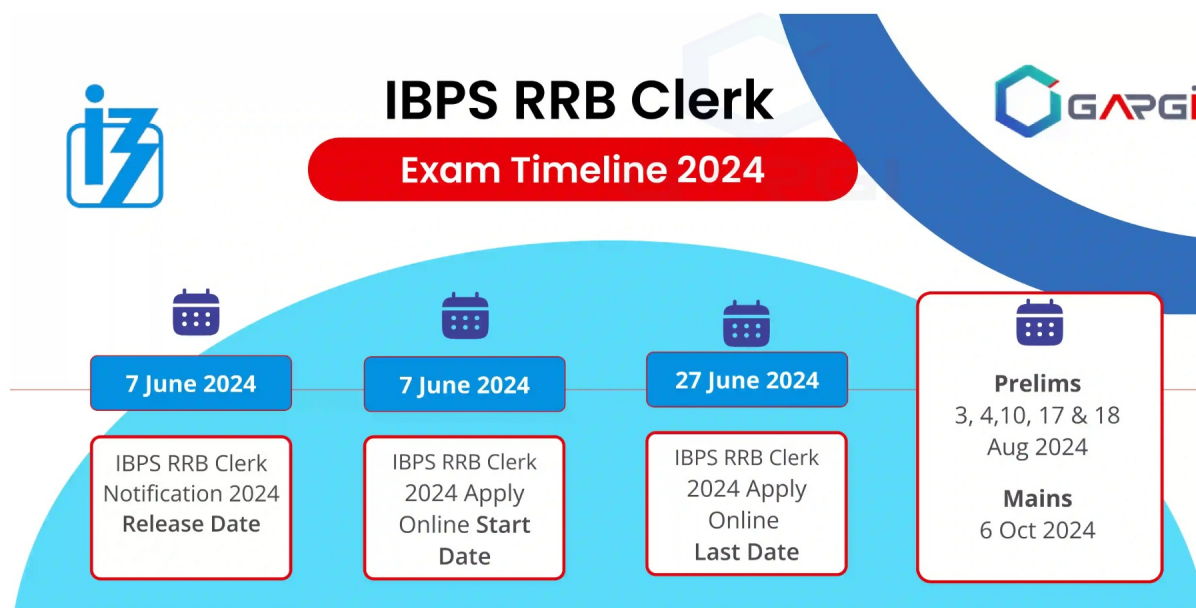 IBPS RRB Clerk
Exam Timeline 2024
GARGI
7 June 2024
IBPS RRB Clerk
Notification 2024
Release Date
7 June 2024
IBPS RRB Clerk
2024 Apply
Online Start
Date
27 June 2024
IBPS RRB Clerk
2024 Apply
Online
Last Date
Prelims
3, 4,10, 17 & 18
Aug 2024
Mains
6 Oct 2024